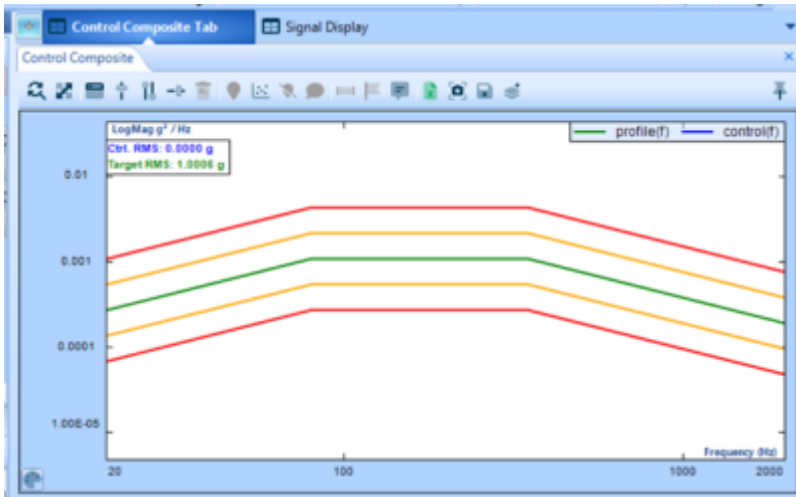 Control Composite Tab
Signal Display
Control Composite
LogMag g² / Hz
profile(f)
control(f)
Ctrl. RMS: 0.0000 g
Target RMS: 1.0006 g
0.01
0.001
0.0001
1.00E-05
Frequency (Hz)
20
100
1000
2000